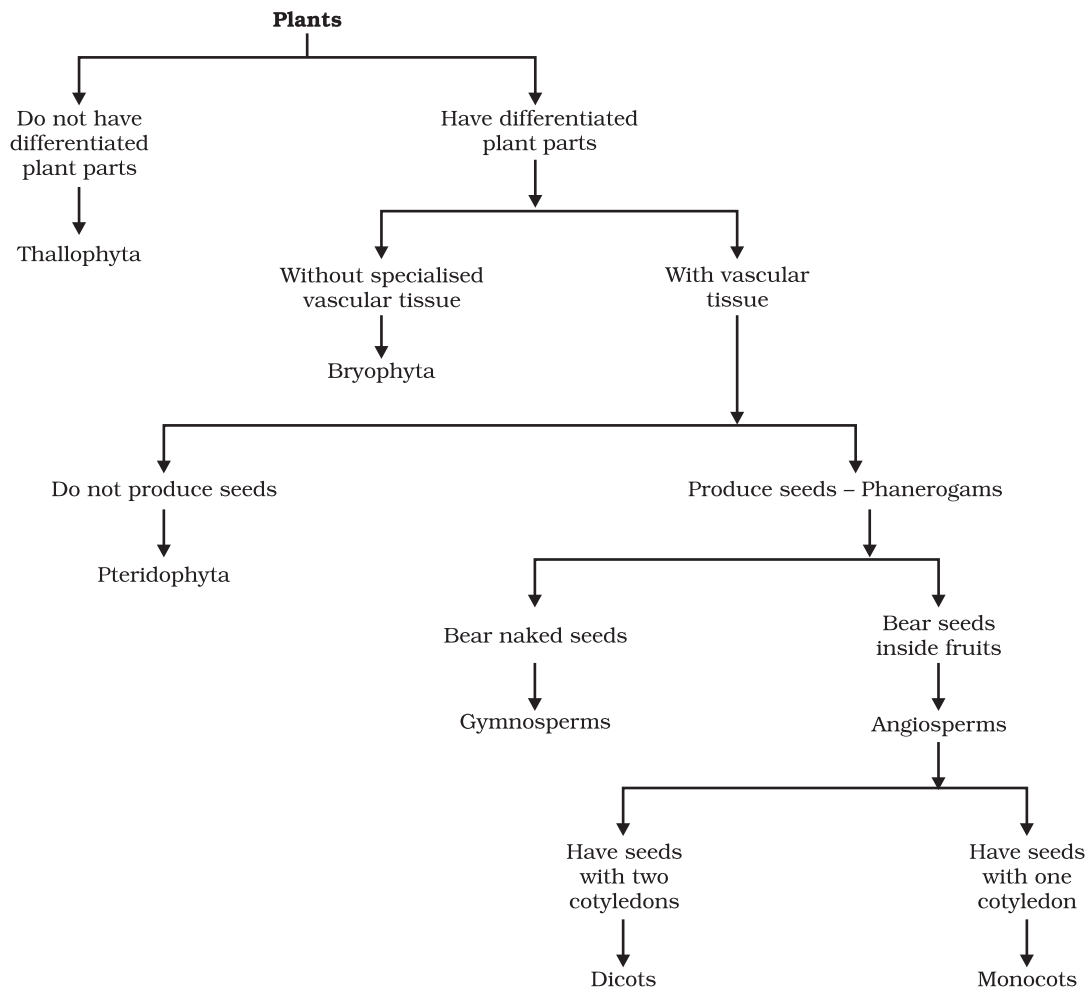 Plants
Do not have
differentiated
plant parts
Have differentiated
plant parts
Thallophyta
Without specialised
vascular tissue
With vascular
tissue
Bryophyta
Do not produce seeds
Produce seeds – Phanerogams
Pteridophyta
Bear naked seeds
Bear seeds
inside fruits
Gymnosperms
Angiosperms
Have seeds
with two
cotyledons
Have seeds
with one
cotyledon
Dicots
Monocots